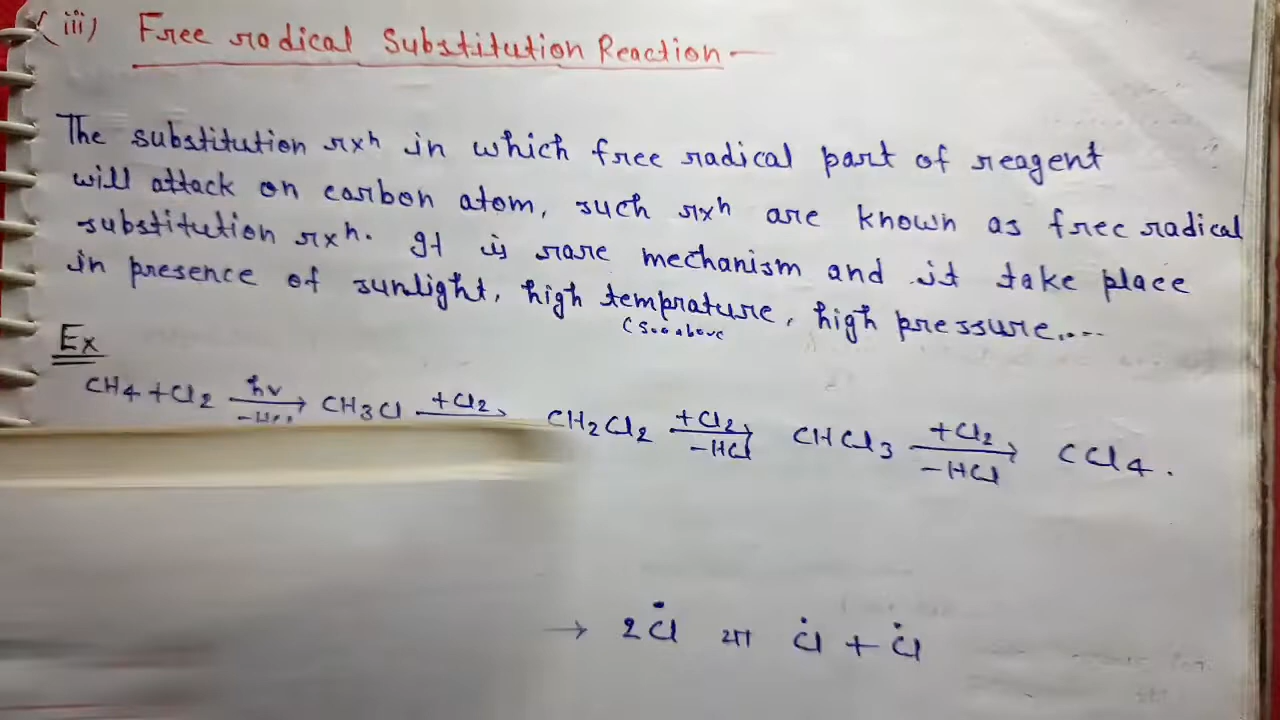 (iii) Free radical Substitution Reaction —
The substitution rxn in which free radical part of reagent
will attack on carbon atom, such rxn are known as free radical
substitution rxn. It is rare mechanism and it take place
in presence of sunlight, high temprature, high pressure....
Ex
CH4 + Cl2 hν→ CH3Cl +Cl2→ CH2Cl2 +Cl2→ -HCl CHCl3 +Cl2→ -HCl CCl4.
→ 2Ċl या Ċl + Ċl